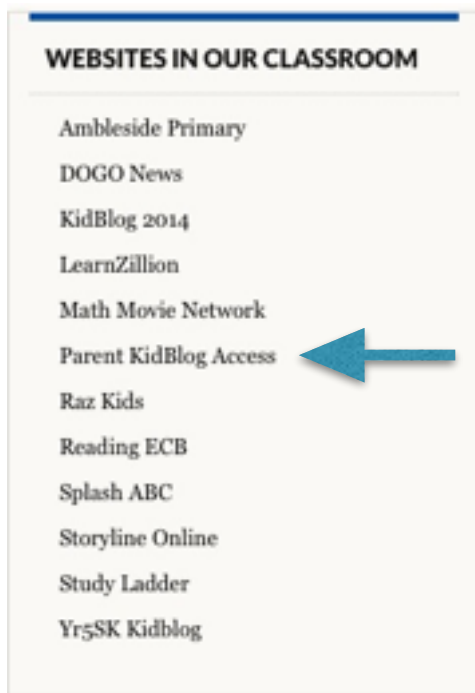 WEBSITES IN OUR CLASSROOM
Ambleside Primary
DOGO News
KidBlog 2014
LearnZillion
Math Movie Network
Parent KidBlog Access
Raz Kids
Reading ECB
Splash ABC
Storyline Online
Study Ladder
Yr5SK Kidblog